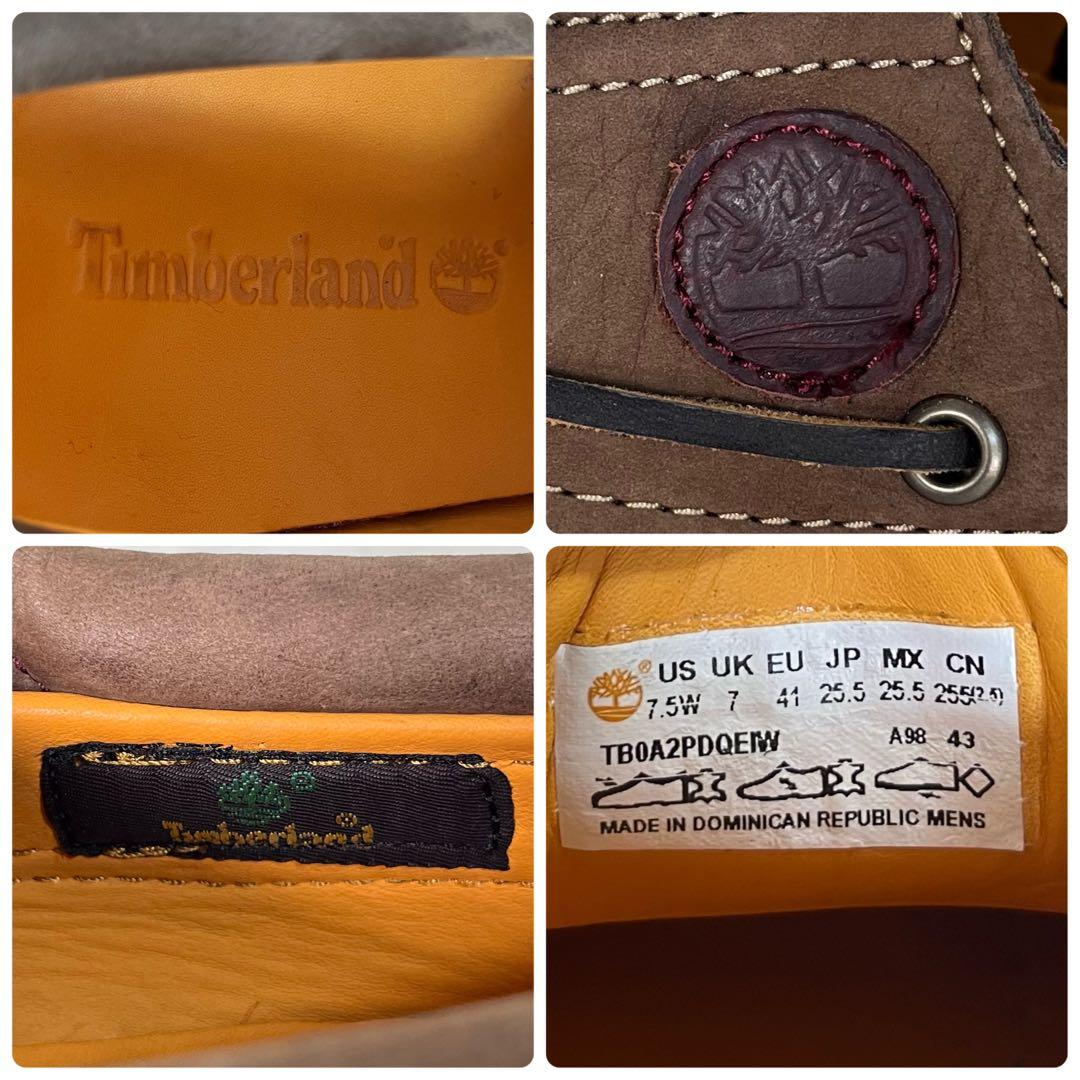 Timberland ®
Timberland
® US UK EU JP MX CN
7.5W 7 41 25.5 25.5 255(2.5)
TB0A2PDQEIW A98 43
MADE IN DOMINICAN REPUBLIC MENS